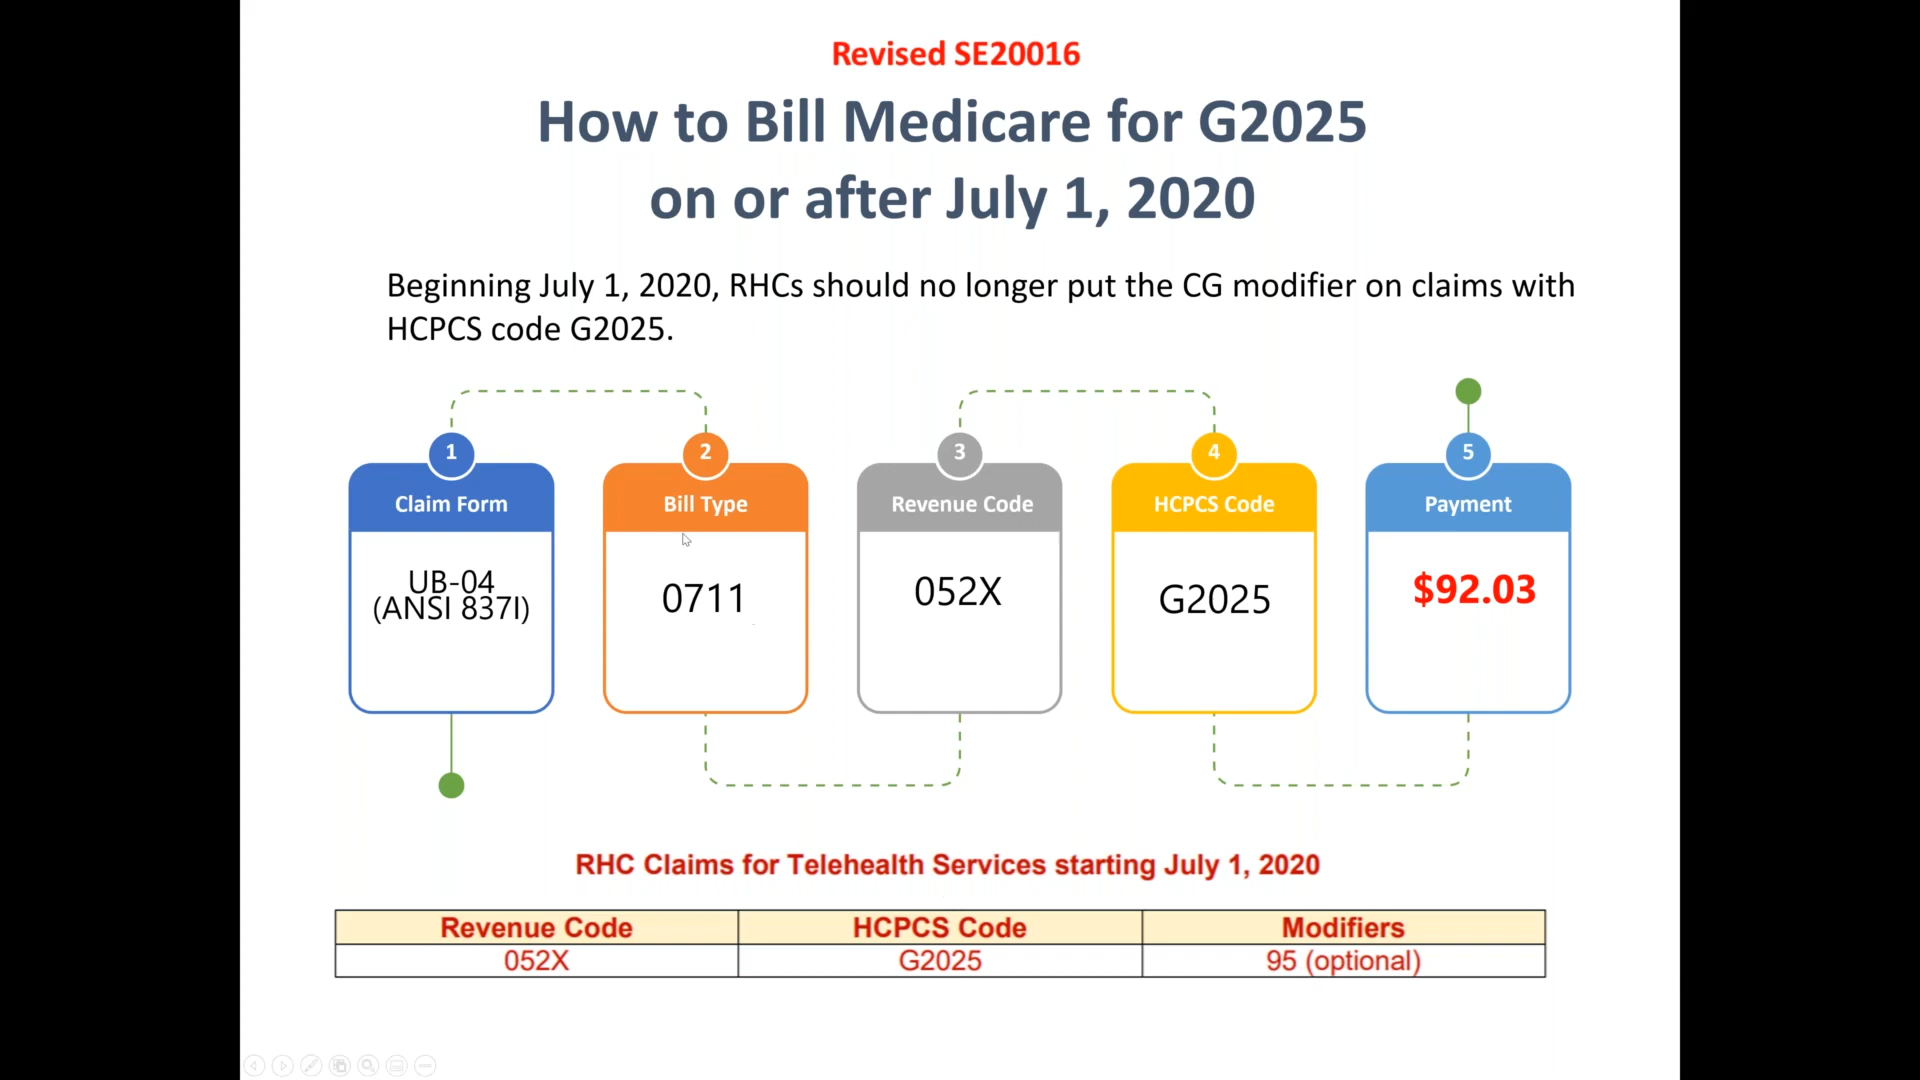 Revised SE20016
How to Bill Medicare for G2025
on or after July 1, 2020
Beginning July 1, 2020, RHCs should no longer put the CG modifier on claims with
HCPCS code G2025.
1
Claim Form
UB-04
(ANSI 837I)
2
Bill Type
0711
3
Revenue Code
052X
4
HCPCS Code
G2025
5
Payment
$92.03
RHC Claims for Telehealth Services starting July 1, 2020
Revenue Code HCPCS Code Modifiers
052X G2025 95 (optional)